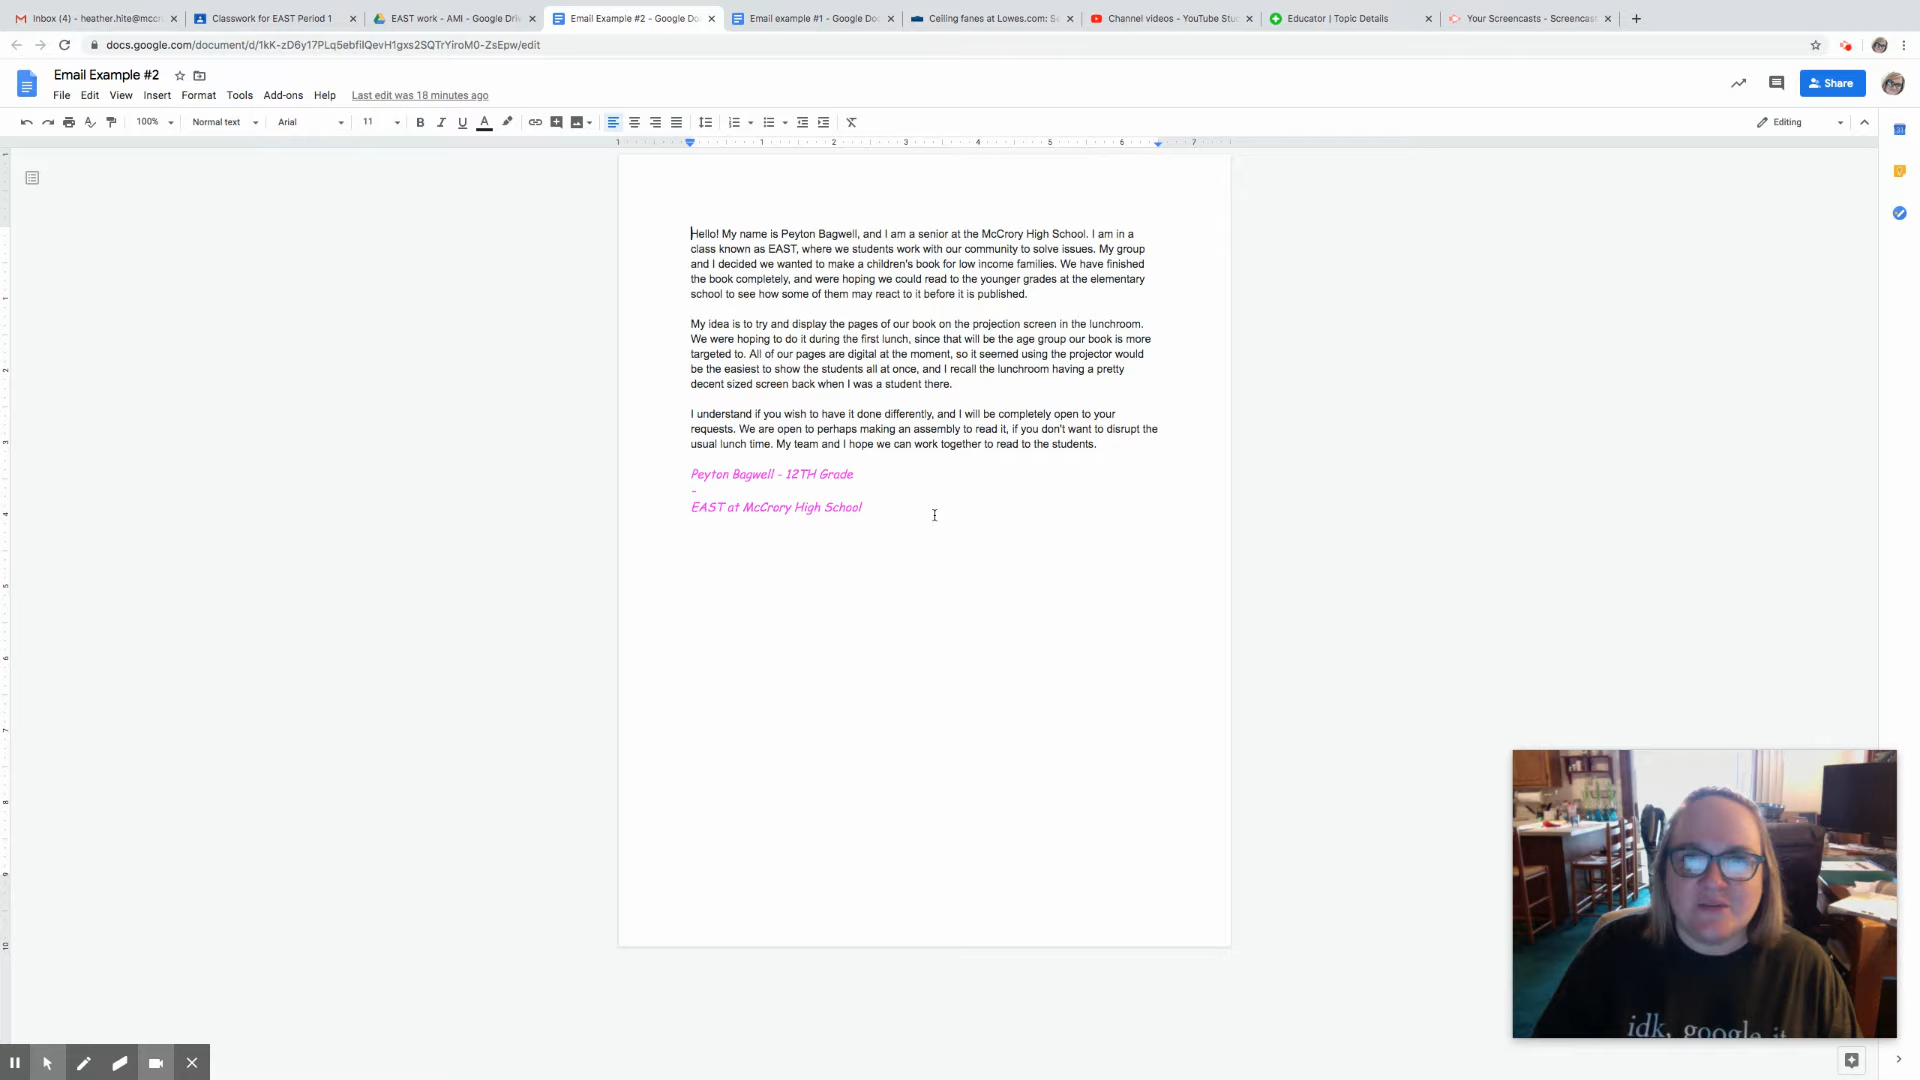 Inbox (4) - heather.hite@mccr
Classwork for EAST Period 1
EAST work - AMI - Google Driv
Email Example #2 - Google Do
Email example #1 - Google Doc
Ceiling fanes at Lowes.com: Se
Channel videos - YouTube Stud
Educator | Topic Details
Your Screencasts - Screencast
docs.google.com/document/d/1kK-zD6y17PLq5ebfilQevH1gxs2SQTrYiroM0-ZsEpw/edit
Email Example #2
File Edit View Insert Format Tools Add-ons Help Last edit was 18 minutes ago
Share
100% Normal text Arial 11 B I U A
Editing
1 1 2 3 4 5 6 7
Hello! My name is Peyton Bagwell, and I am a senior at the McCrory High School. I am in a
class known as EAST, where we students work with our community to solve issues. My group
and I decided we wanted to make a children's book for low income families. We have finished
the book completely, and were hoping we could read to the younger grades at the elementary
school to see how some of them may react to it before it is published.
My idea is to try and display the pages of our book on the projection screen in the lunchroom.
We were hoping to do it during the first lunch, since that will be the age group our book is more
targeted to. All of our pages are digital at the moment, so it seemed using the projector would
be the easiest to show the students all at once, and I recall the lunchroom having a pretty
decent sized screen back when I was a student there.
I understand if you wish to have it done differently, and I will be completely open to your
requests. We are open to perhaps making an assembly to read it, if you don't want to disrupt the
usual lunch time. My team and I hope we can work together to read to the students.
Peyton Bagwell - 12TH Grade
-
EAST at McCrory High School
idk, google it